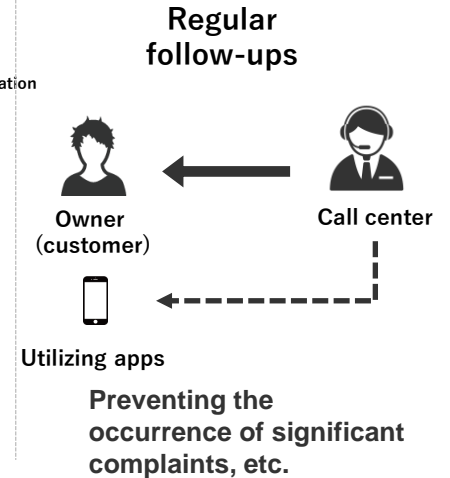 Regular
follow-ups
ation
Owner
(customer)
Call center
Utilizing apps
Preventing the
occurrence of significant
complaints, etc.